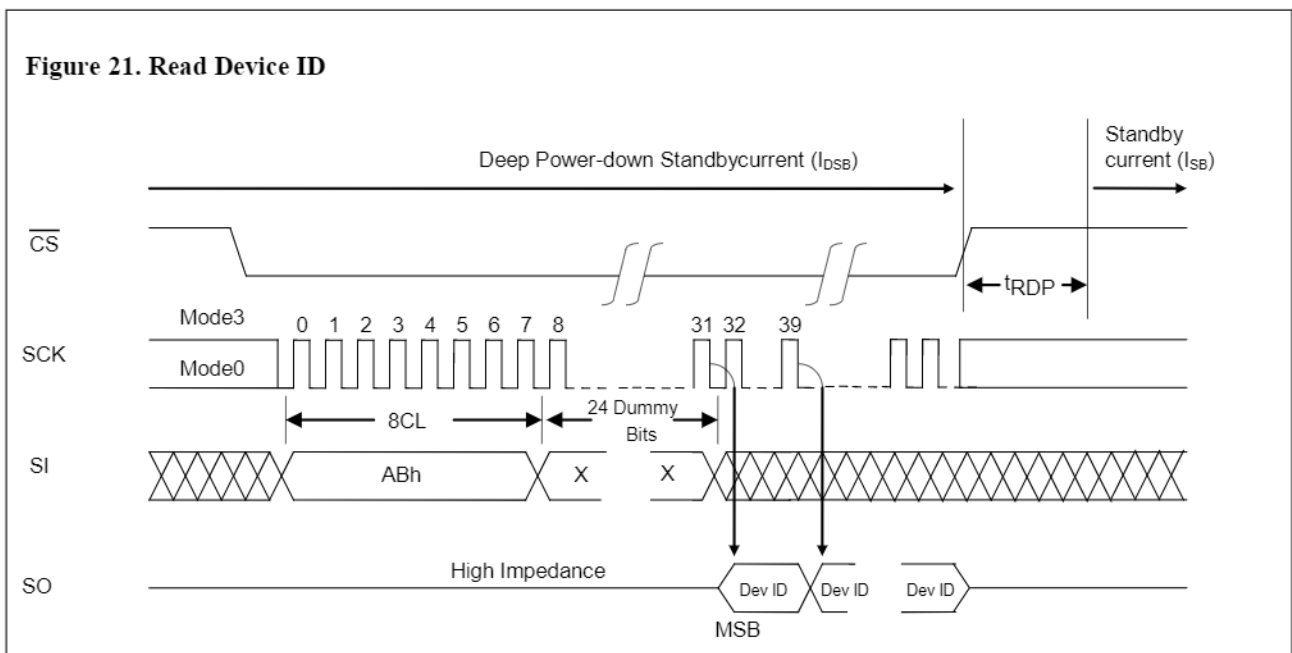 Figure 21. Read Device ID
Deep Power-down Standbycurrent (IDSB)
Standby
current (ISB)
CS
tRDP
Mode3
0 1 2 3 4 5 6 7 8 31 32 39
SCK
Mode0
8CL
24 Dummy
Bits
SI
ABh
X X
High Impedance
SO
Dev ID Dev ID Dev ID
MSB